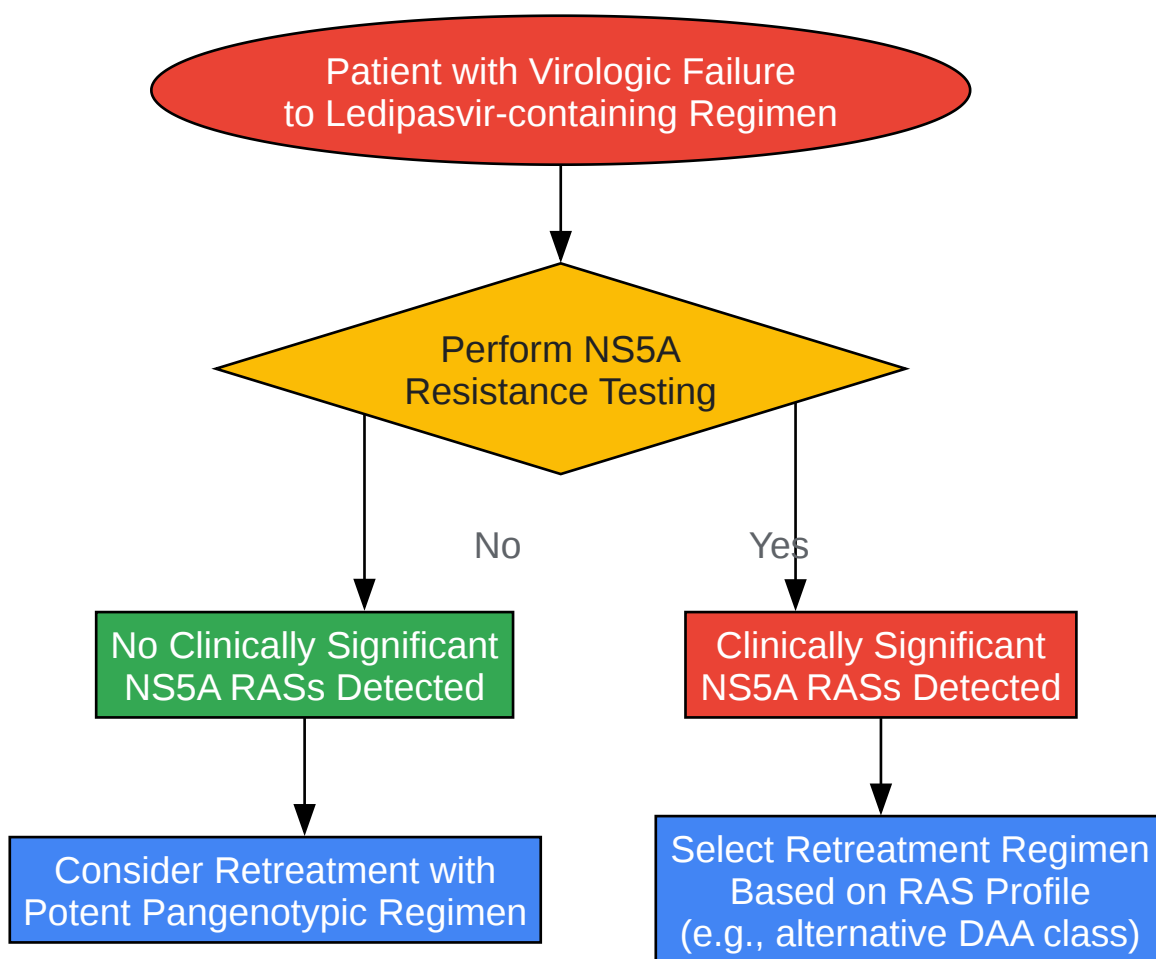 Patient with Virologic Failure
to Ledipasvir-containing Regimen
Perform NS5A
Resistance Testing
No
Yes
No Clinically Significant
NS5A RASs Detected
Clinically Significant
NS5A RASs Detected
Consider Retreatment with
Potent Pangenotypic Regimen
Select Retreatment Regimen
Based on RAS Profile
(e.g., alternative DAA class)